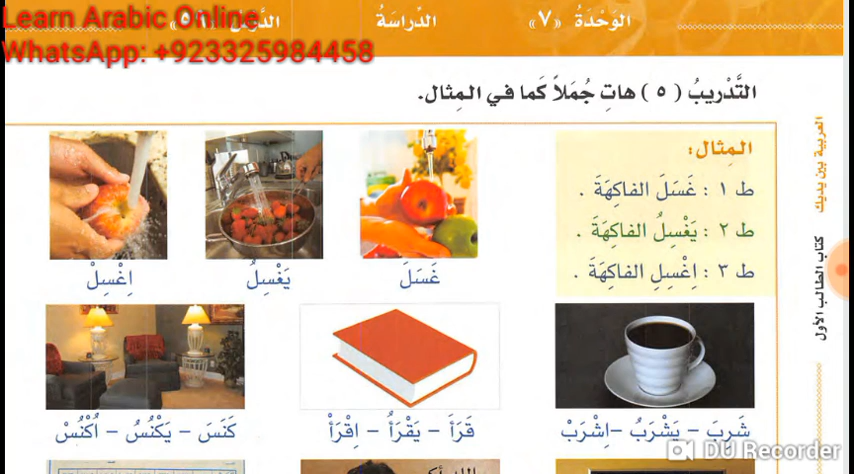 Learn Arabic Online
WhatsApp: +923325984458
الوَحْدَةُ «٧» الدِّراسَةُ
التَّدْريبُ ( ٥ ) هاتِ جُمَلاً كَما في المِثال.
المِثال:
ط ١ : غَسَلَ الفاكِهَةَ .
ط ٢ : يَغْسِلُ الفاكِهَةَ .
ط ٣ : اِغْسِلِ الفاكِهَةَ .
غَسَلَ يَغْسِلُ اِغْسِلْ
شَرِبَ – يَشْرَبُ – اِشْرَبْ
قَرَأَ – يَقْرَأُ – اِقْرَأْ
كَنَسَ – يَكْنُسُ – اُكْنُسْ
العربية بين يديك
كتاب الطالب الأول
DU Recorder